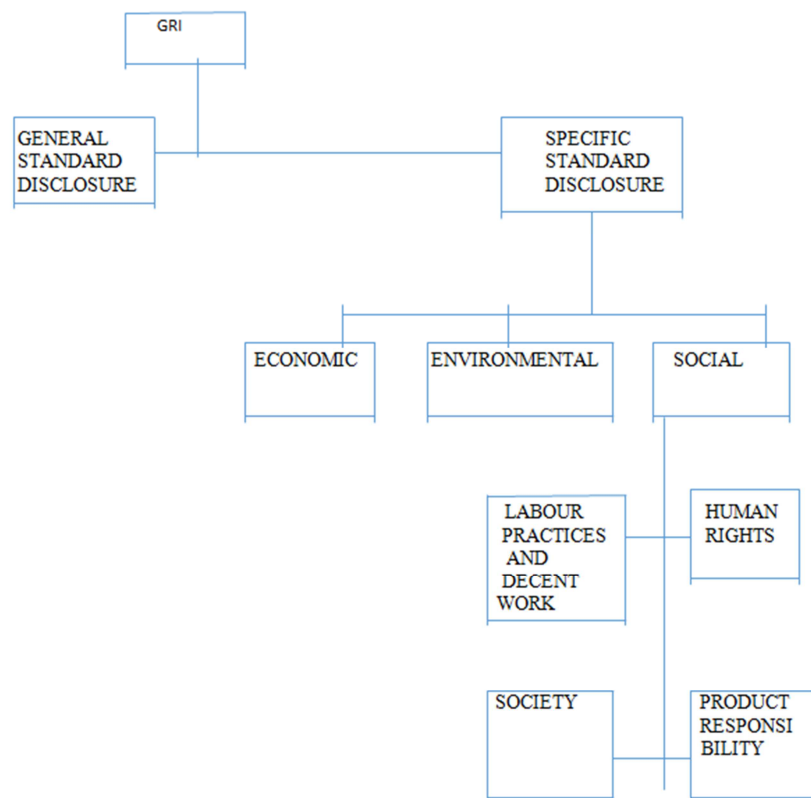 GRI
GENERAL
STANDARD
DISCLOSURE
SPECIFIC
STANDARD
DISCLOSURE
ECONOMIC
ENVIRONMENTAL
SOCIAL
LABOUR
PRACTICES
AND
DECENT
WORK
HUMAN
RIGHTS
SOCIETY
PRODUCT
RESPONSI
BILITY